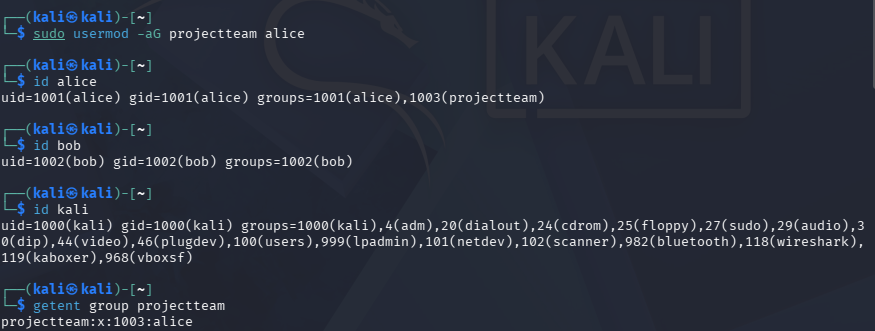 ┌──(kali㉿kali)-[~]
└─$ sudo usermod -aG projectteam alice
┌──(kali㉿kali)-[~]
└─$ id alice
uid=1001(alice) gid=1001(alice) groups=1001(alice),1003(projectteam)
┌──(kali㉿kali)-[~]
└─$ id bob
uid=1002(bob) gid=1002(bob) groups=1002(bob)
┌──(kali㉿kali)-[~]
└─$ id kali
uid=1000(kali) gid=1000(kali) groups=1000(kali),4(adm),20(dialout),24(cdrom),25(floppy),27(sudo),29(audio),3
0(dip),44(video),46(plugdev),100(users),999(lpadmin),101(netdev),102(scanner),982(bluetooth),118(wireshark),
119(kaboxer),968(vboxsf)
┌──(kali㉿kali)-[~]
└─$ getent group projectteam
projectteam:x:1003:alice
KALI